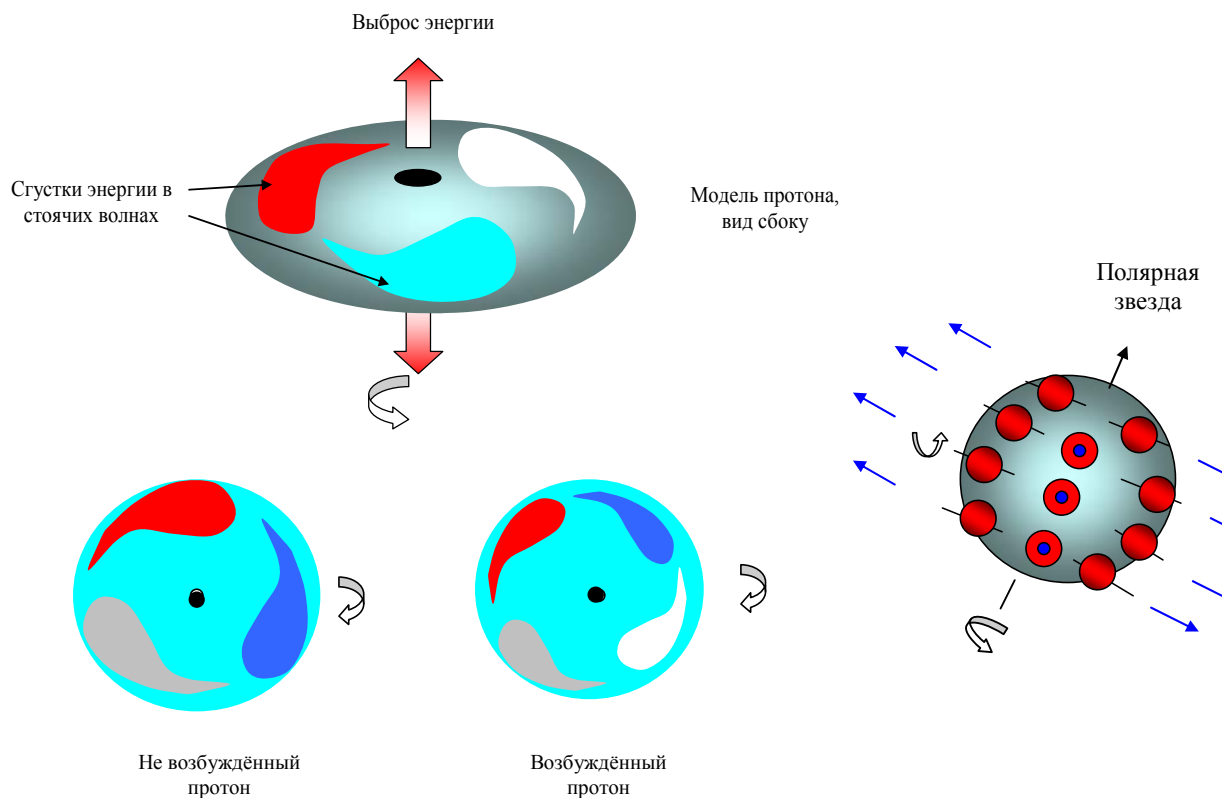 Выброс энергии
Сгустки энергии в
стоячих волнах
Модель протона,
вид сбоку
Полярная
звезда
Не возбуждённый
протон
Возбуждённый
протон